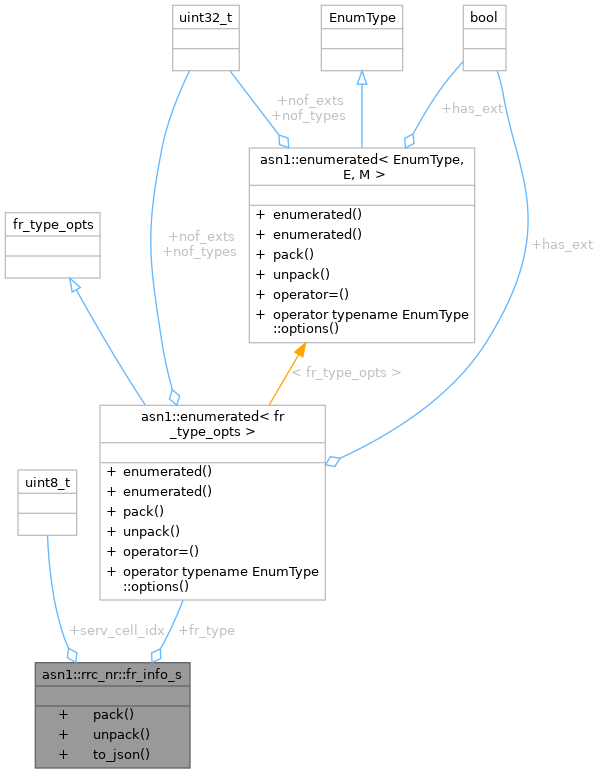 uint32_t
EnumType
bool
+nof_exts
+nof_types
+has_ext
asn1::enumerated< EnumType,
E, M >
+ enumerated()
+ enumerated()
+ pack()
+ unpack()
+ operator=()
+ operator typename EnumType
::options()
fr_type_opts
+nof_exts
+nof_types
+has_ext
< fr_type_opts >
asn1::enumerated< fr
_type_opts >
+ enumerated()
+ enumerated()
+ pack()
+ unpack()
+ operator=()
+ operator typename EnumType
::options()
uint8_t
+serv_cell_idx
+fr_type
asn1::rrc_nr::fr_info_s
+ pack()
+ unpack()
+ to_json()